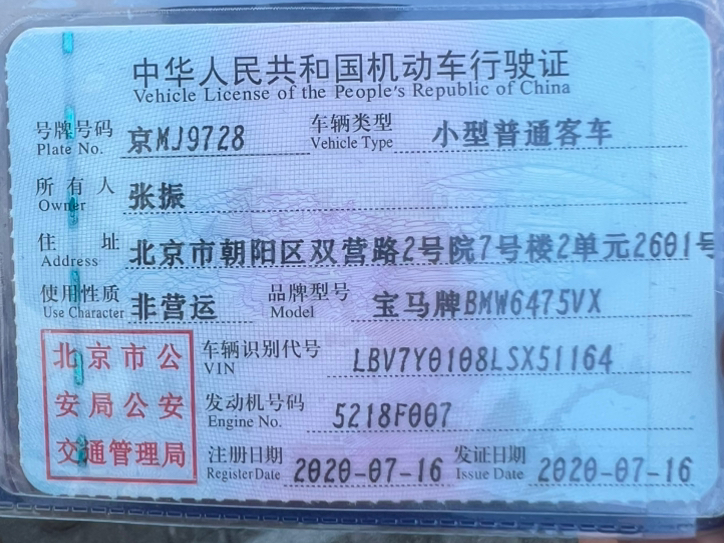 中华人民共和国机动车行驶证
Vehicle License of the People's Republic of China
号牌号码 京MJ9728 车辆类型 小型普通客车
Plate No. Vehicle Type
所有人 张振
Owner
住址 北京市朝阳区双营路2号院7号楼2单元2601号
Address
使用性质 非营运 品牌型号 宝马牌BMW6475VX
Use Character Model
北京市公
安局公安
交通管理局
车辆识别代号 LBV7Y0108LSX51164
VIN
发动机号码 5218F007
Engine No.
注册日期 2020-07-16 发证日期 2020-07-16
Register Date Issue Date